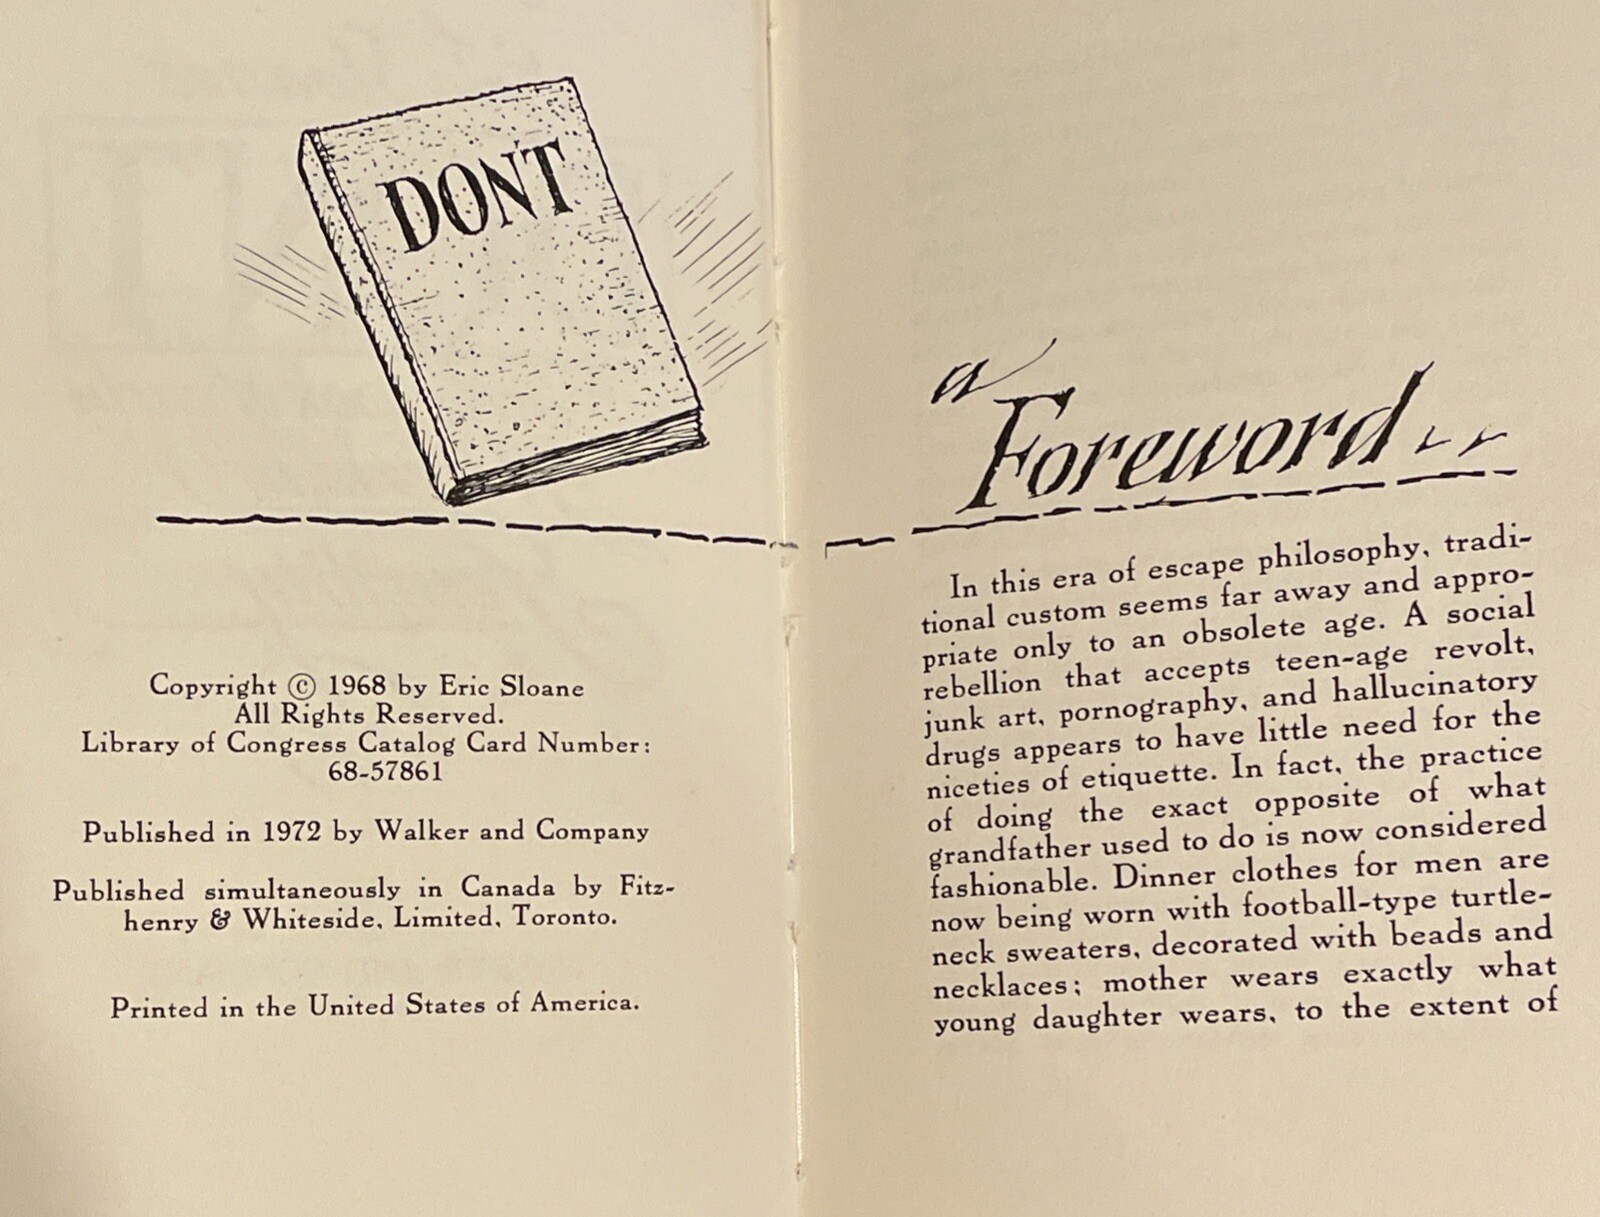 DON'T
Copyright © 1968 by Eric Sloane
All Rights Reserved.
Library of Congress Catalog Card Number:
68-57861
Published in 1972 by Walker and Company
Published simultaneously in Canada by Fitz-
henry & Whiteside, Limited, Toronto.
Printed in the United States of America.
a
Foreword..
In this era of escape philosophy, tradi-
tional custom seems far away and appro-
priate only to an obsolete age. A social
rebellion that accepts teen-age revolt,
junk art, pornography, and hallucinatory
drugs appears to have little need for the
niceties of etiquette. In fact, the practice
of doing the exact opposite of what
grandfather used to do is now considered
fashionable. Dinner clothes for men are
now being worn with football-type turtle-
neck sweaters, decorated with beads and
necklaces; mother wears exactly what
young daughter wears, to the extent of